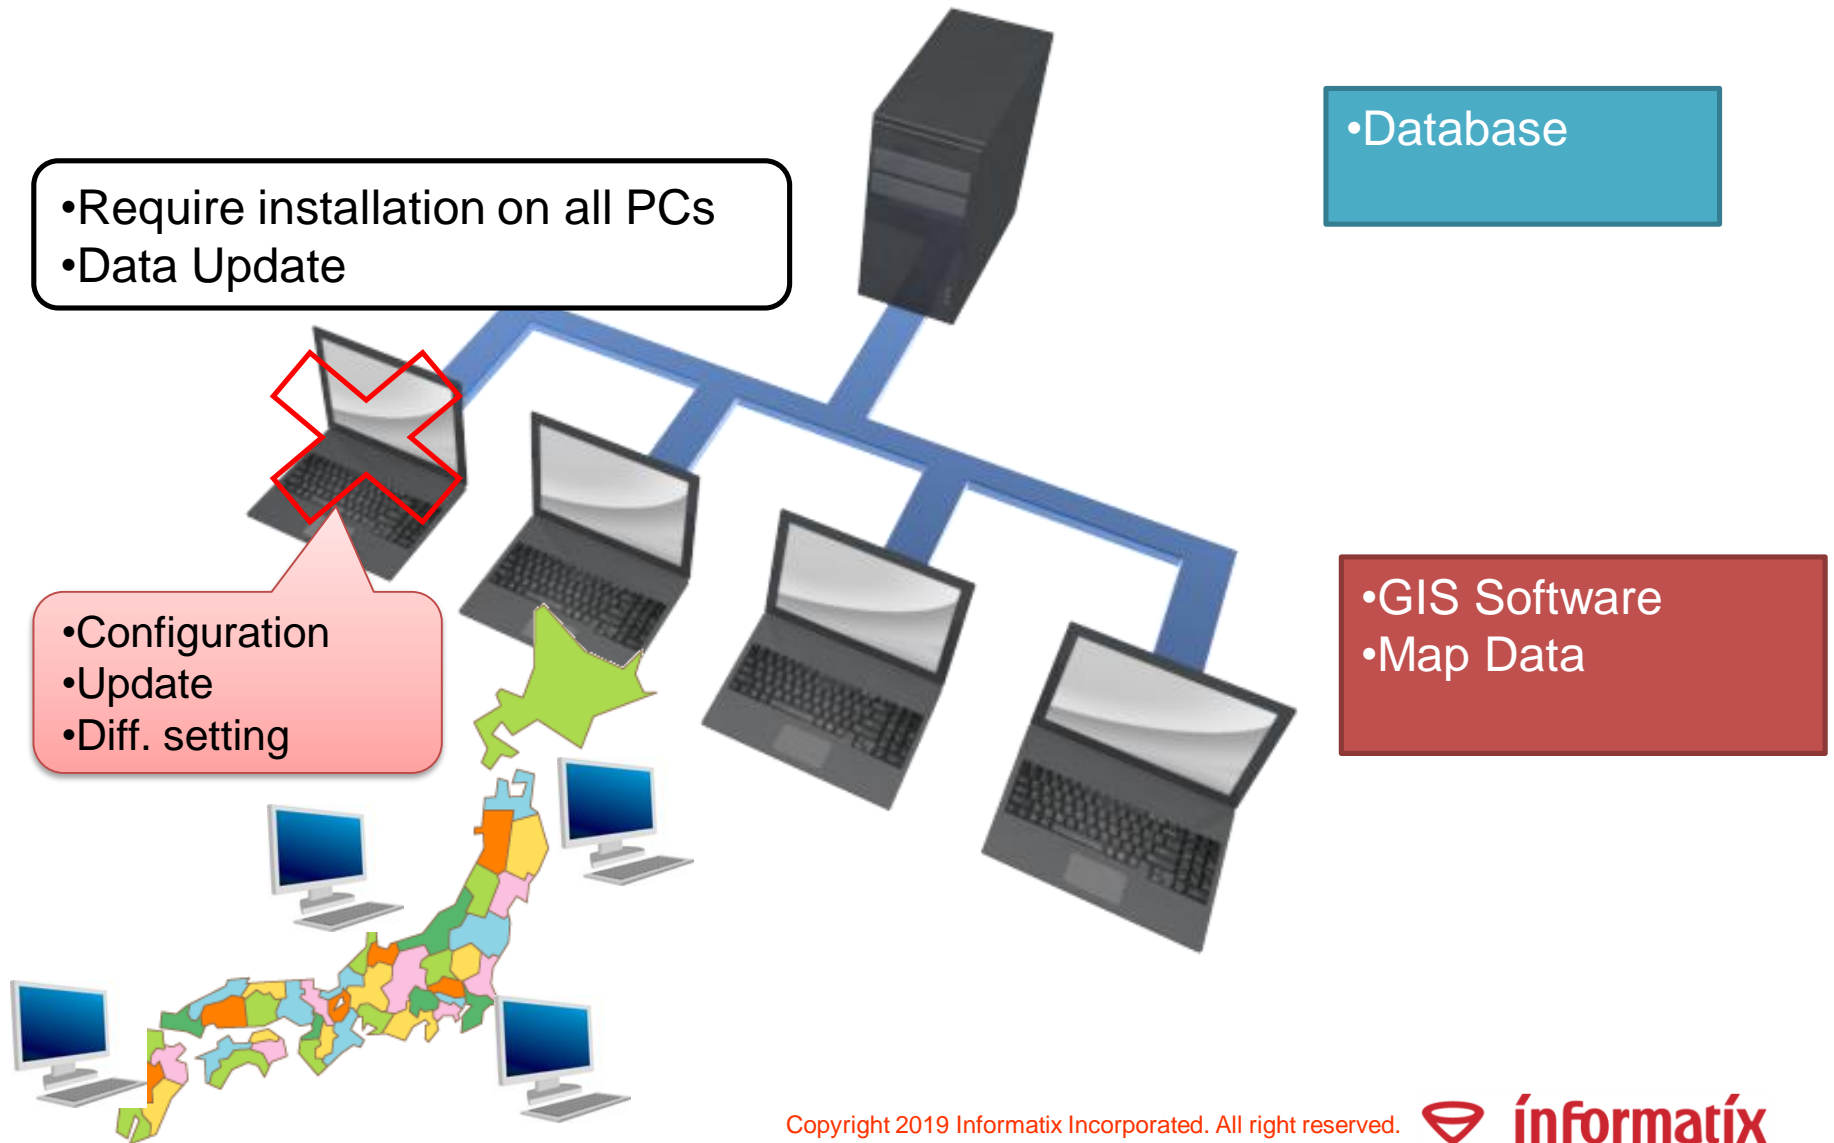 •Database
•Require installation on all PCs
•Data Update
•Configuration
•Update
•Diff. setting
•GIS Software
•Map Data
Copyright 2019 Informatix Incorporated. All right reserved.
informatix